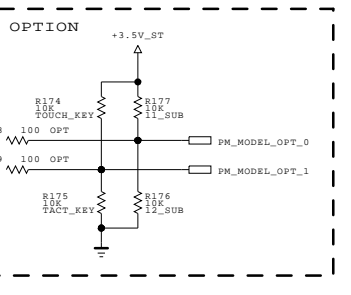 OPTION
+3.5V_ST
R174
10K
TOUCH_KEY
R177
10K
11_SUB
100 OPT
PM_MODEL_OPT_0
100 OPT
PM_MODEL_OPT_1
R175
10K
TACT_KEY
R176
10K
12_SUB